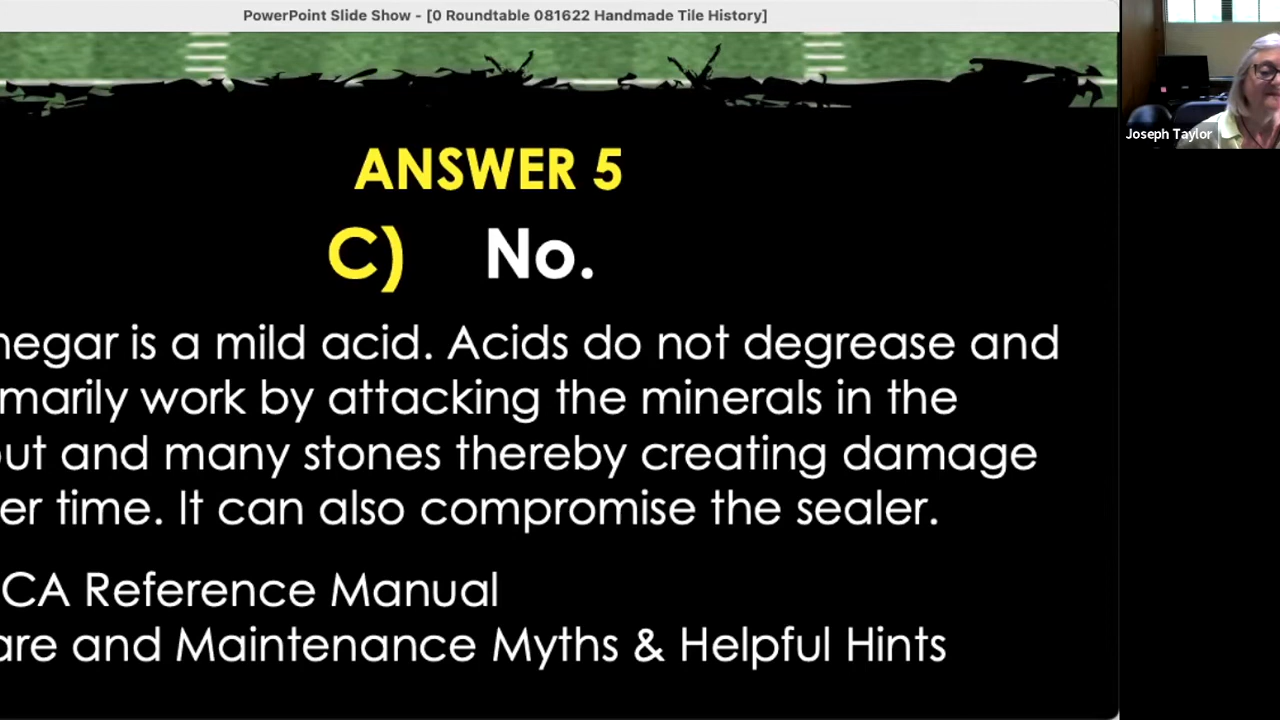 PowerPoint Slide Show - [0 Roundtable 081622 Handmade Tile History]
Joseph Taylor
ANSWER 5
C) No.
negar is a mild acid. Acids do not degrease and
marily work by attacking the minerals in the
out and many stones thereby creating damage
er time. It can also compromise the sealer.
CA Reference Manual
are and Maintenance Myths & Helpful Hints